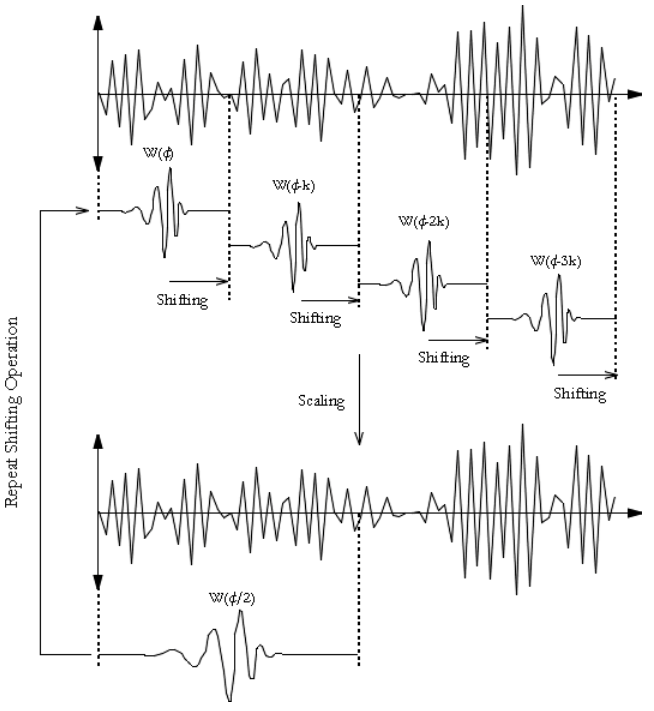 W(ϕ)
W(ϕ-k)
W(ϕ-2k)
W(ϕ-3k)
Shifting
Shifting
Shifting
Shifting
Scaling
Repeat Shifting Operation
W(ϕ/2)